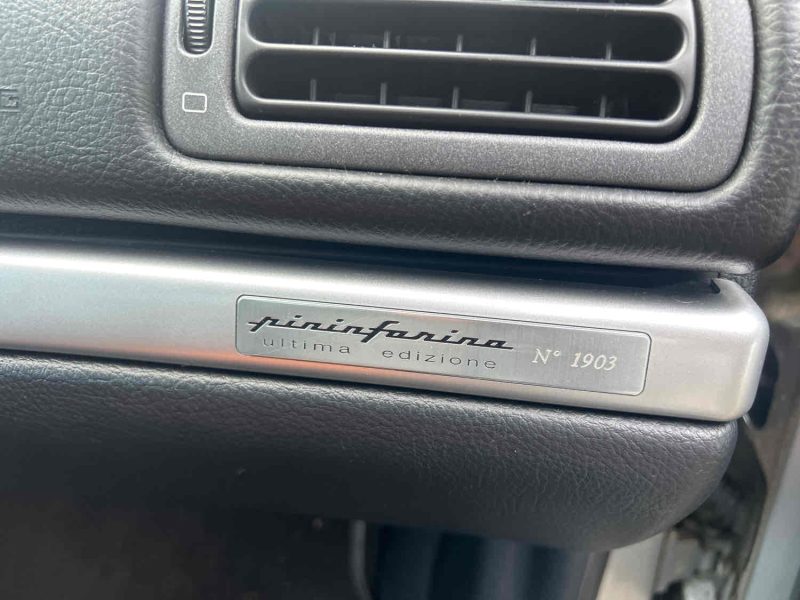 G
pininfarina
ultima edizione
N° 1903